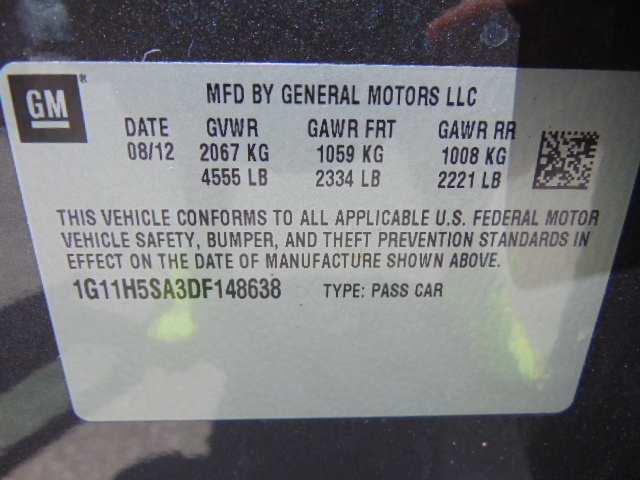 GM®
MFD BY GENERAL MOTORS LLC
DATE GVWR GAWR FRT GAWR RR
08/12 2067 KG 1059 KG 1008 KG
4555 LB 2334 LB 2221 LB
THIS VEHICLE CONFORMS TO ALL APPLICABLE U.S. FEDERAL MOTOR
VEHICLE SAFETY, BUMPER, AND THEFT PREVENTION STANDARDS IN
EFFECT ON THE DATE OF MANUFACTURE SHOWN ABOVE.
1G11H5SA3DF148638 TYPE: PASS CAR